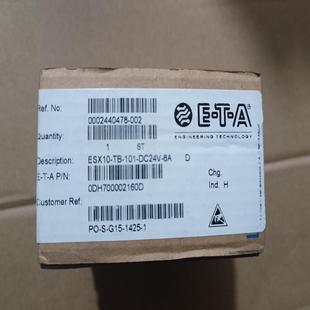 Ref. No:
0002440478-002
E-T-A
ENGINEERING TECHNOLOGY
Quantity:
1 ST
Description: ESX10-TB-101-DC24V-6A D
E-T-A P/N:
0DH700002160D
Chg.
Ind. H
Customer Ref.
PO-S-G15-1425-1